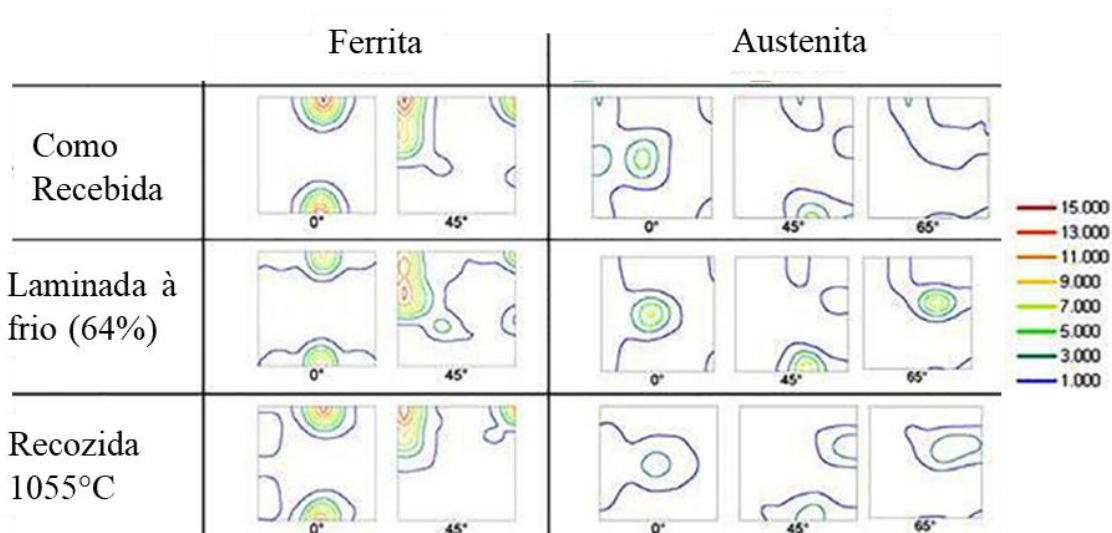 Ferrita
Austenita
Como
Recebida
0°
45°
0°
45°
65°
Laminada à
frio (64%)
0°
45°
0°
45°
65°
Recozida
1055°C
0°
45°
0°
45°
65°
15.000
13.000
11.000
9.000
7.000
5.000
3.000
1.000